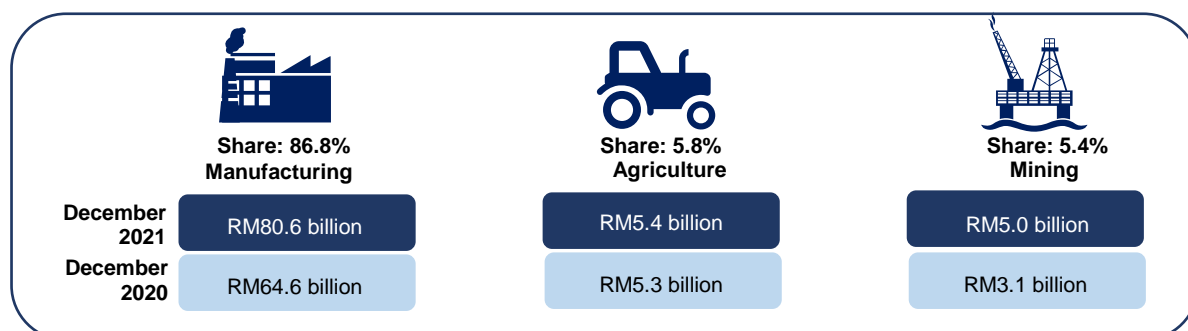 Share: 86.8%
Manufacturing
Share: 5.8%
Agriculture
Share: 5.4%
Mining
December
2021
RM80.6 billion
RM5.4 billion
RM5.0 billion
December
2020
RM64.6 billion
RM5.3 billion
RM3.1 billion